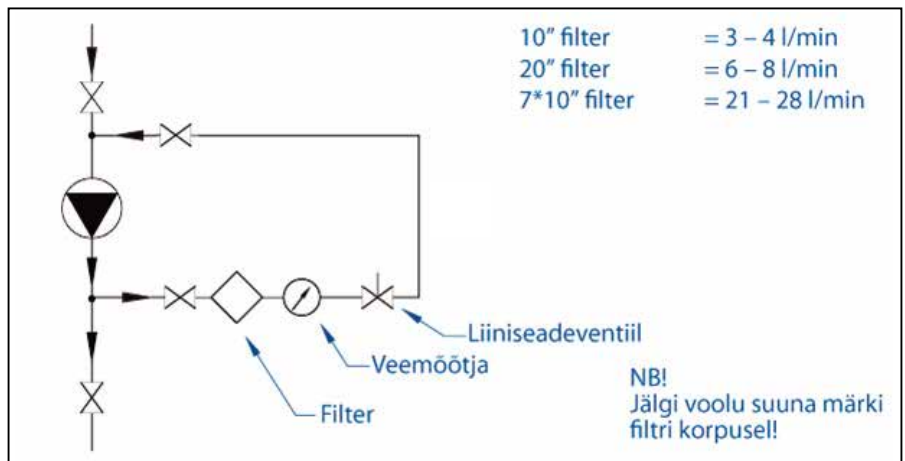 10” filter = 3 – 4 l/min
20” filter = 6 – 8 l/min
7*10” filter = 21 – 28 l/min
Liiniseadeventiil
Veemõõtja
Filter
NB!
Jälgi voolu suuna märki
filtri korpusel!